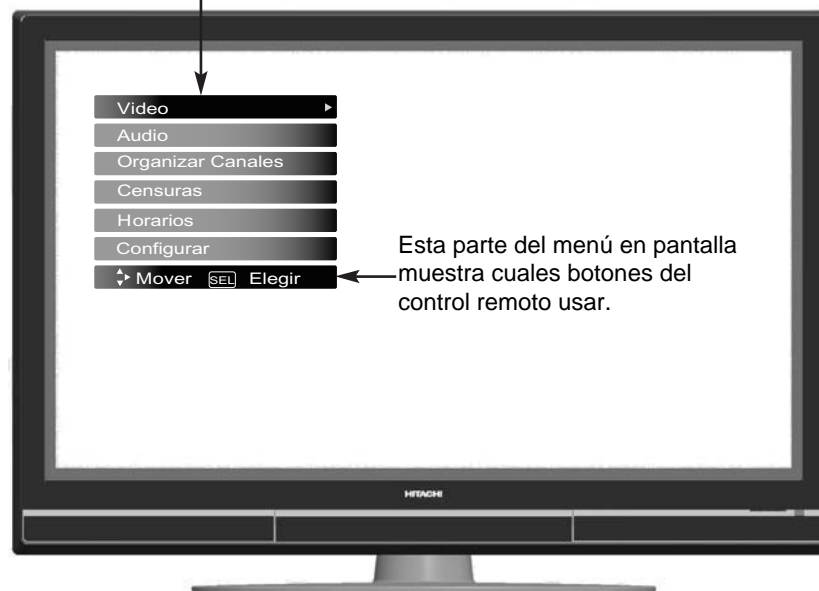 Video
Audio
Organizar Canales
Censuras
Horarios
Configurar
Mover SEL Elegir
Esta parte del menú en pantalla
muestra cuales botones del
control remoto usar.
HITACHI